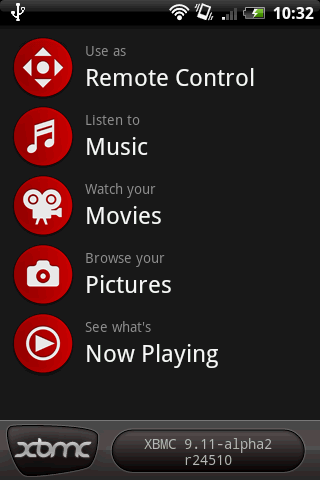 10:32
Use as
Remote Control
Listen to
Music
Watch your
Movies
Browse your
Pictures
See what's
Now Playing
xbmc
XBMC 9.11-alpha2
r24510